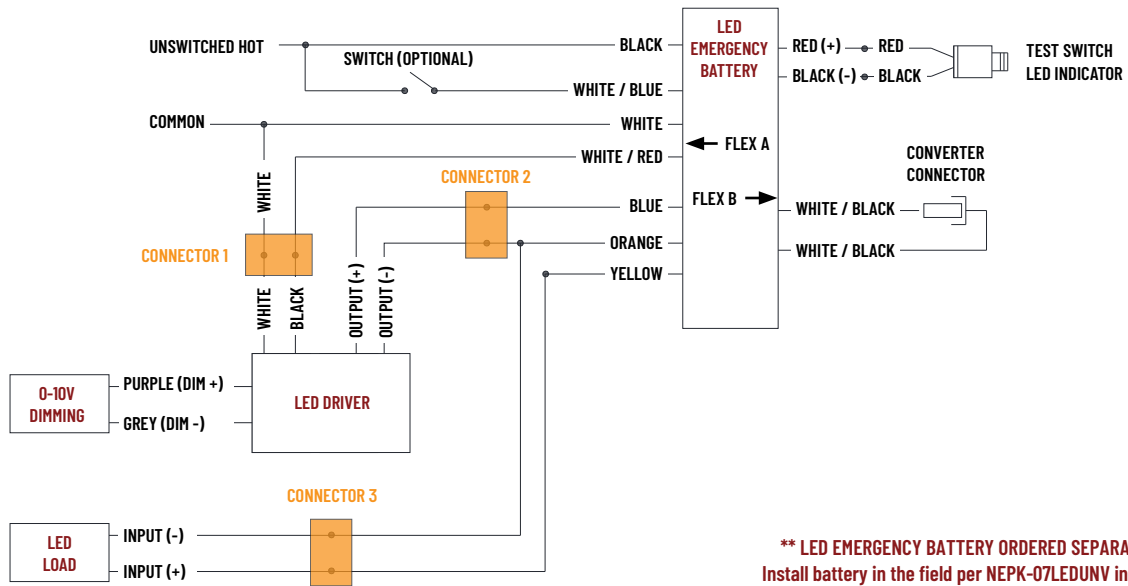 LED
EMERGENCY
BATTERY
UNSWITCHED HOT
BLACK
SWITCH (OPTIONAL)
WHITE / BLUE
COMMON
WHITE
FLEX A
WHITE / RED
CONNECTOR 2
FLEX B
BLUE
ORANGE
YELLOW
RED (+)
RED
BLACK (-)
BLACK
TEST SWITCH
LED INDICATOR
CONVERTER
CONNECTOR
WHITE / BLACK
WHITE / BLACK
WHITE
CONNECTOR 1
WHITE
BLACK
OUTPUT (+)
OUTPUT (-)
0-10V
DIMMING
PURPLE (DIM +)
GREY (DIM -)
LED DRIVER
CONNECTOR 3
LED
LOAD
INPUT (-)
INPUT (+)
** LED EMERGENCY BATTERY ORDERED SEPARA
Install battery in the field per NEPK-07LEDUNV in